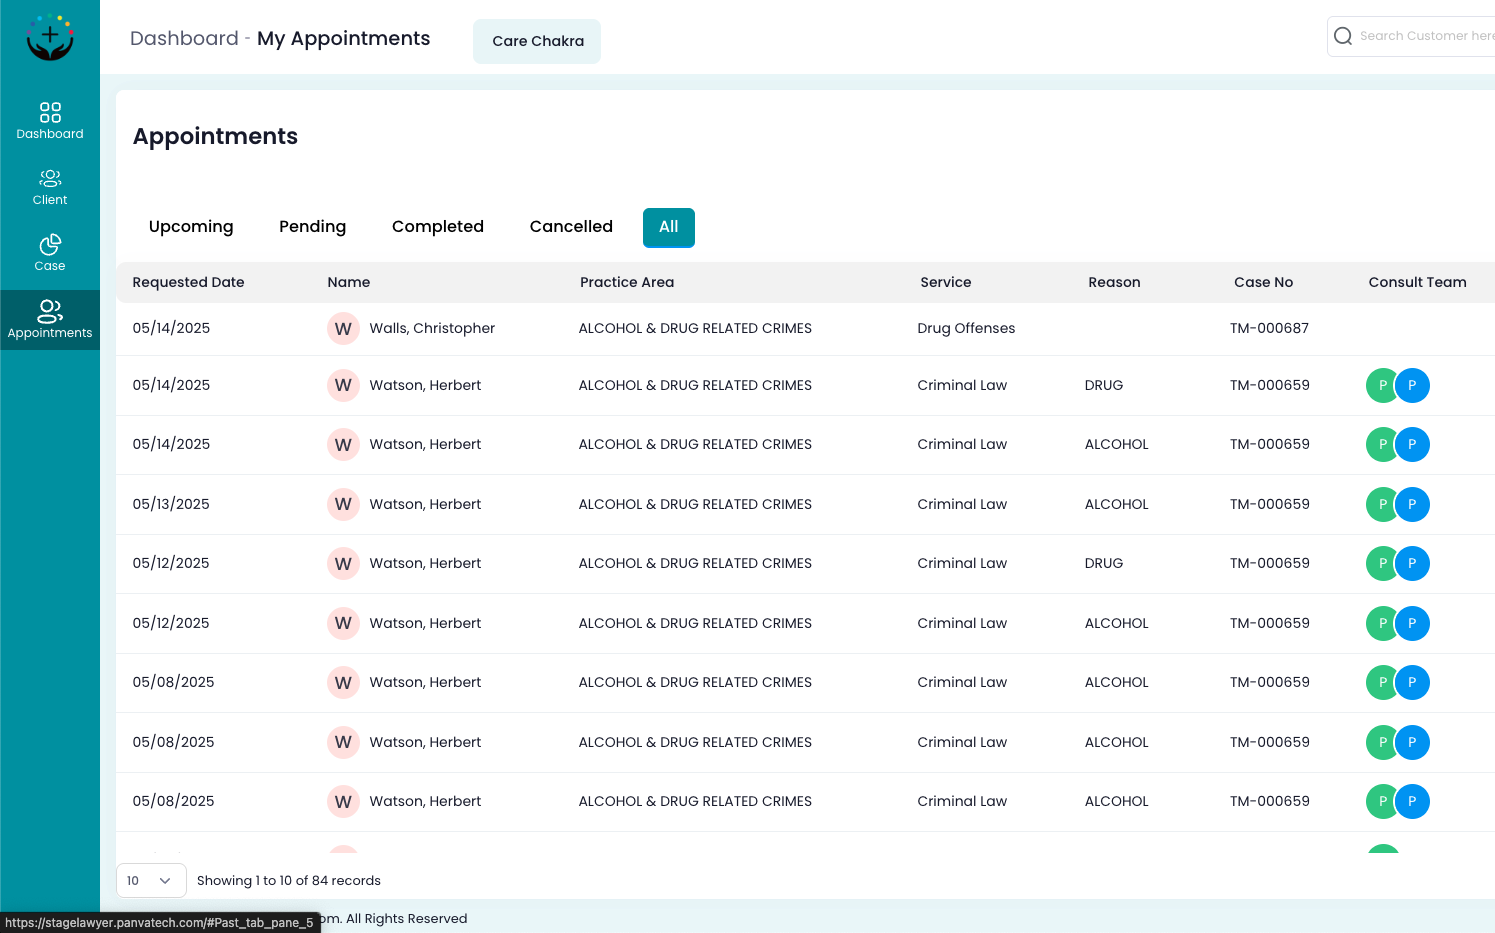 Dashboard - My Appointments
Care Chakra
Search Customer here
Dashboard
Client
Case
Appointments
Appointments
Upcoming Pending Completed Cancelled All
Requested Date Name Practice Area Service Reason Case No Consult Team
05/14/2025 W Walls, Christopher ALCOHOL & DRUG RELATED CRIMES Drug Offenses TM-000687
05/14/2025 W Watson, Herbert ALCOHOL & DRUG RELATED CRIMES Criminal Law DRUG TM-000659 P P
05/14/2025 W Watson, Herbert ALCOHOL & DRUG RELATED CRIMES Criminal Law ALCOHOL TM-000659 P P
05/13/2025 W Watson, Herbert ALCOHOL & DRUG RELATED CRIMES Criminal Law ALCOHOL TM-000659 P P
05/12/2025 W Watson, Herbert ALCOHOL & DRUG RELATED CRIMES Criminal Law DRUG TM-000659 P P
05/12/2025 W Watson, Herbert ALCOHOL & DRUG RELATED CRIMES Criminal Law ALCOHOL TM-000659 P P
05/08/2025 W Watson, Herbert ALCOHOL & DRUG RELATED CRIMES Criminal Law ALCOHOL TM-000659 P P
05/08/2025 W Watson, Herbert ALCOHOL & DRUG RELATED CRIMES Criminal Law ALCOHOL TM-000659 P P
05/08/2025 W Watson, Herbert ALCOHOL & DRUG RELATED CRIMES Criminal Law ALCOHOL TM-000659 P P
10 Showing 1 to 10 of 84 records
om. All Rights Reserved
https://stagelawyer.panvatech.com/#Past_tab_pane_5